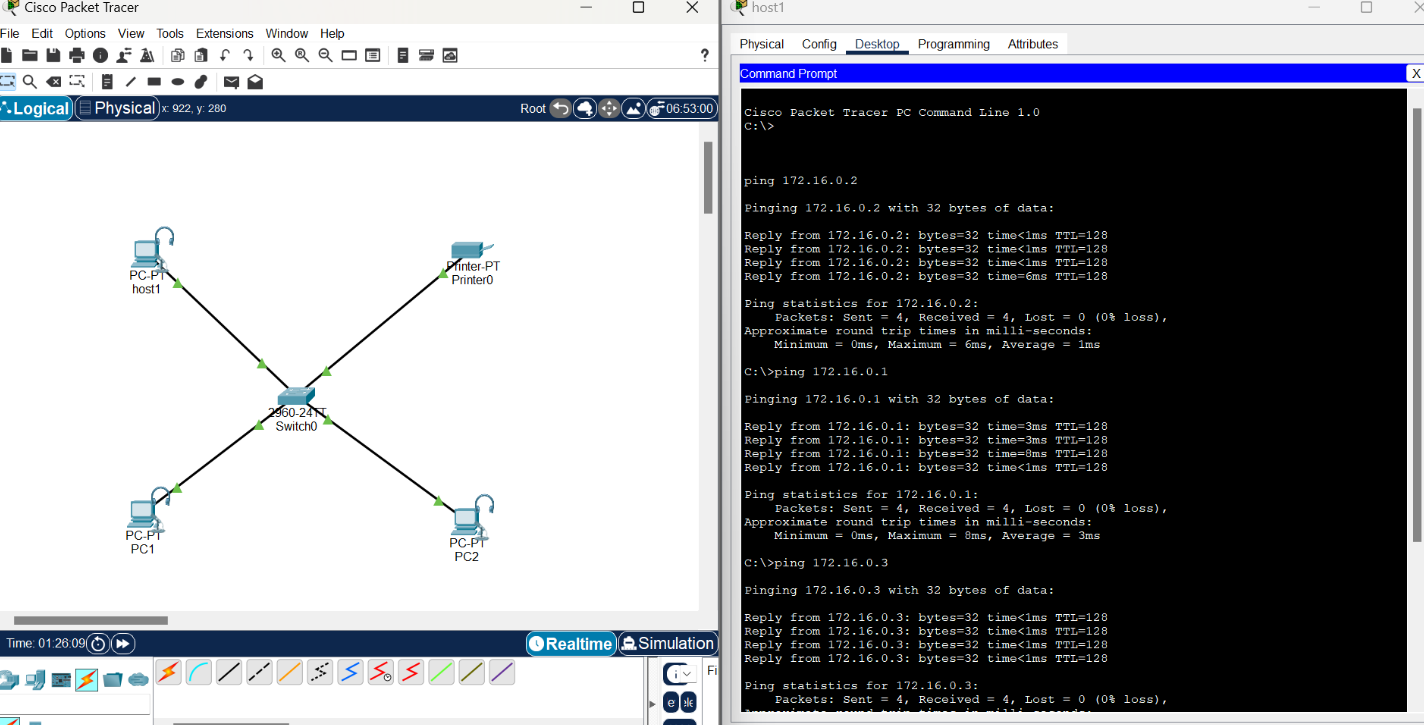 Cisco Packet Tracer
File Edit Options View Tools Extensions Window Help
?
Logical Physical x: 922, y: 280
Root 06:53:00
PC-PT
host1
Printer-PT
Printer0
2960-24TT
Switch0
PC-PT
PC1
PC-PT
PC2
Time: 01:26:09
Realtime Simulation
host1
Physical Config Desktop Programming Attributes
Command Prompt
X
Cisco Packet Tracer PC Command Line 1.0
C:\>
ping 172.16.0.2
Pinging 172.16.0.2 with 32 bytes of data:
Reply from 172.16.0.2: bytes=32 time<1ms TTL=128
Reply from 172.16.0.2: bytes=32 time<1ms TTL=128
Reply from 172.16.0.2: bytes=32 time<1ms TTL=128
Reply from 172.16.0.2: bytes=32 time=6ms TTL=128
Ping statistics for 172.16.0.2:
Packets: Sent = 4, Received = 4, Lost = 0 (0% loss),
Approximate round trip times in milli-seconds:
Minimum = 0ms, Maximum = 6ms, Average = 1ms
C:\>ping 172.16.0.1
Pinging 172.16.0.1 with 32 bytes of data:
Reply from 172.16.0.1: bytes=32 time=3ms TTL=128
Reply from 172.16.0.1: bytes=32 time=3ms TTL=128
Reply from 172.16.0.1: bytes=32 time=8ms TTL=128
Reply from 172.16.0.1: bytes=32 time<1ms TTL=128
Ping statistics for 172.16.0.1:
Packets: Sent = 4, Received = 4, Lost = 0 (0% loss),
Approximate round trip times in milli-seconds:
Minimum = 0ms, Maximum = 8ms, Average = 3ms
C:\>ping 172.16.0.3
Pinging 172.16.0.3 with 32 bytes of data:
Reply from 172.16.0.3: bytes=32 time<1ms TTL=128
Reply from 172.16.0.3: bytes=32 time<1ms TTL=128
Reply from 172.16.0.3: bytes=32 time<1ms TTL=128
Reply from 172.16.0.3: bytes=32 time<1ms TTL=128
Ping statistics for 172.16.0.3:
Packets: Sent = 4, Received = 4, Lost = 0 (0% loss),